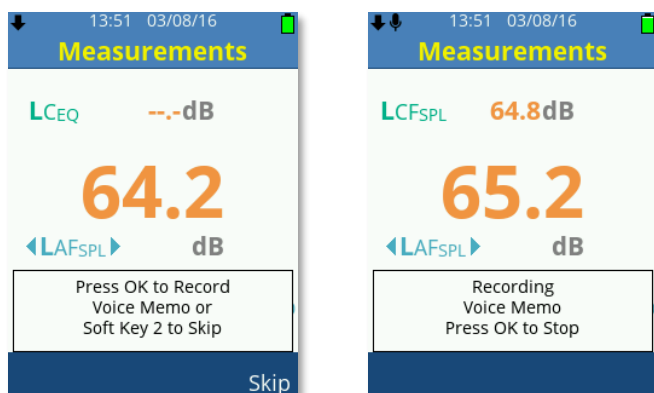 13:51 03/08/16
Measurements
LCEQ --.-dB
64.2
LAFSPL dB
Press OK to Record
Voice Memo or
Soft Key 2 to Skip
Skip
13:51 03/08/16
Measurements
LCFSPL 64.8dB
65.2
LAFSPL dB
Recording
Voice Memo
Press OK to Stop